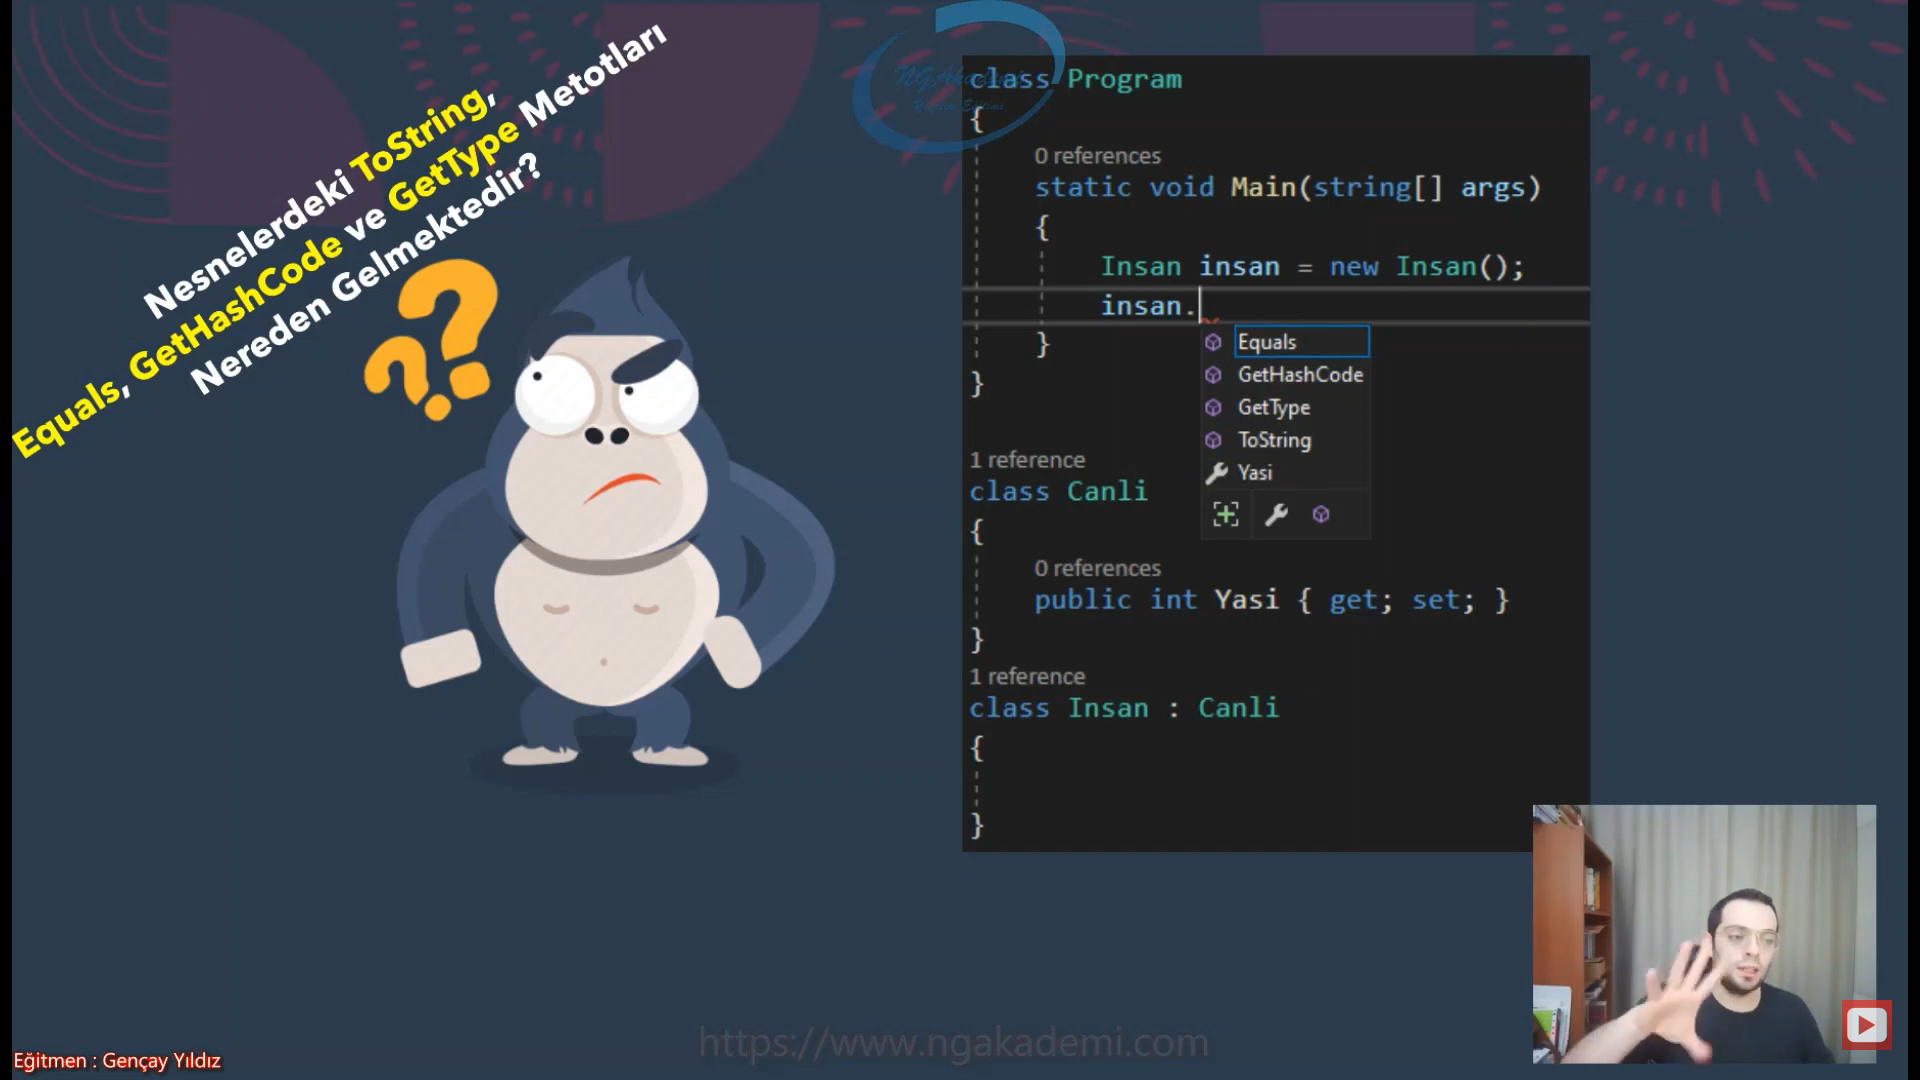 Nesnelerdeki ToString,
Equals, GetHashCode ve GetType Metotları
Nereden Gelmektedir?
NGAkademi
class Program
{
0 references
static void Main(string[] args)
{
Insan insan = new Insan();
insan.
}
}
Equals
GetHashCode
GetType
ToString
Yasi
1 reference
class Canli
{
0 references
public int Yasi { get; set; }
}
1 reference
class Insan : Canli
{
}
https://www.ngakademi.com
Eğitmen : Gençay Yıldız